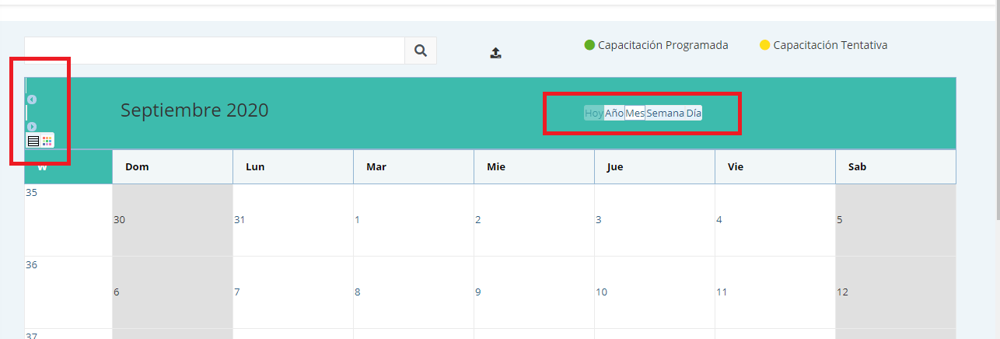 Capacitación Programada Capacitación Tentativa
Septiembre 2020
Hoy Año Mes Semana Día
W Dom Lun Mar Mie Jue Vie Sab
35
30 31 1 2 3 4 5
36
6 7 8 9 10 11 12
37